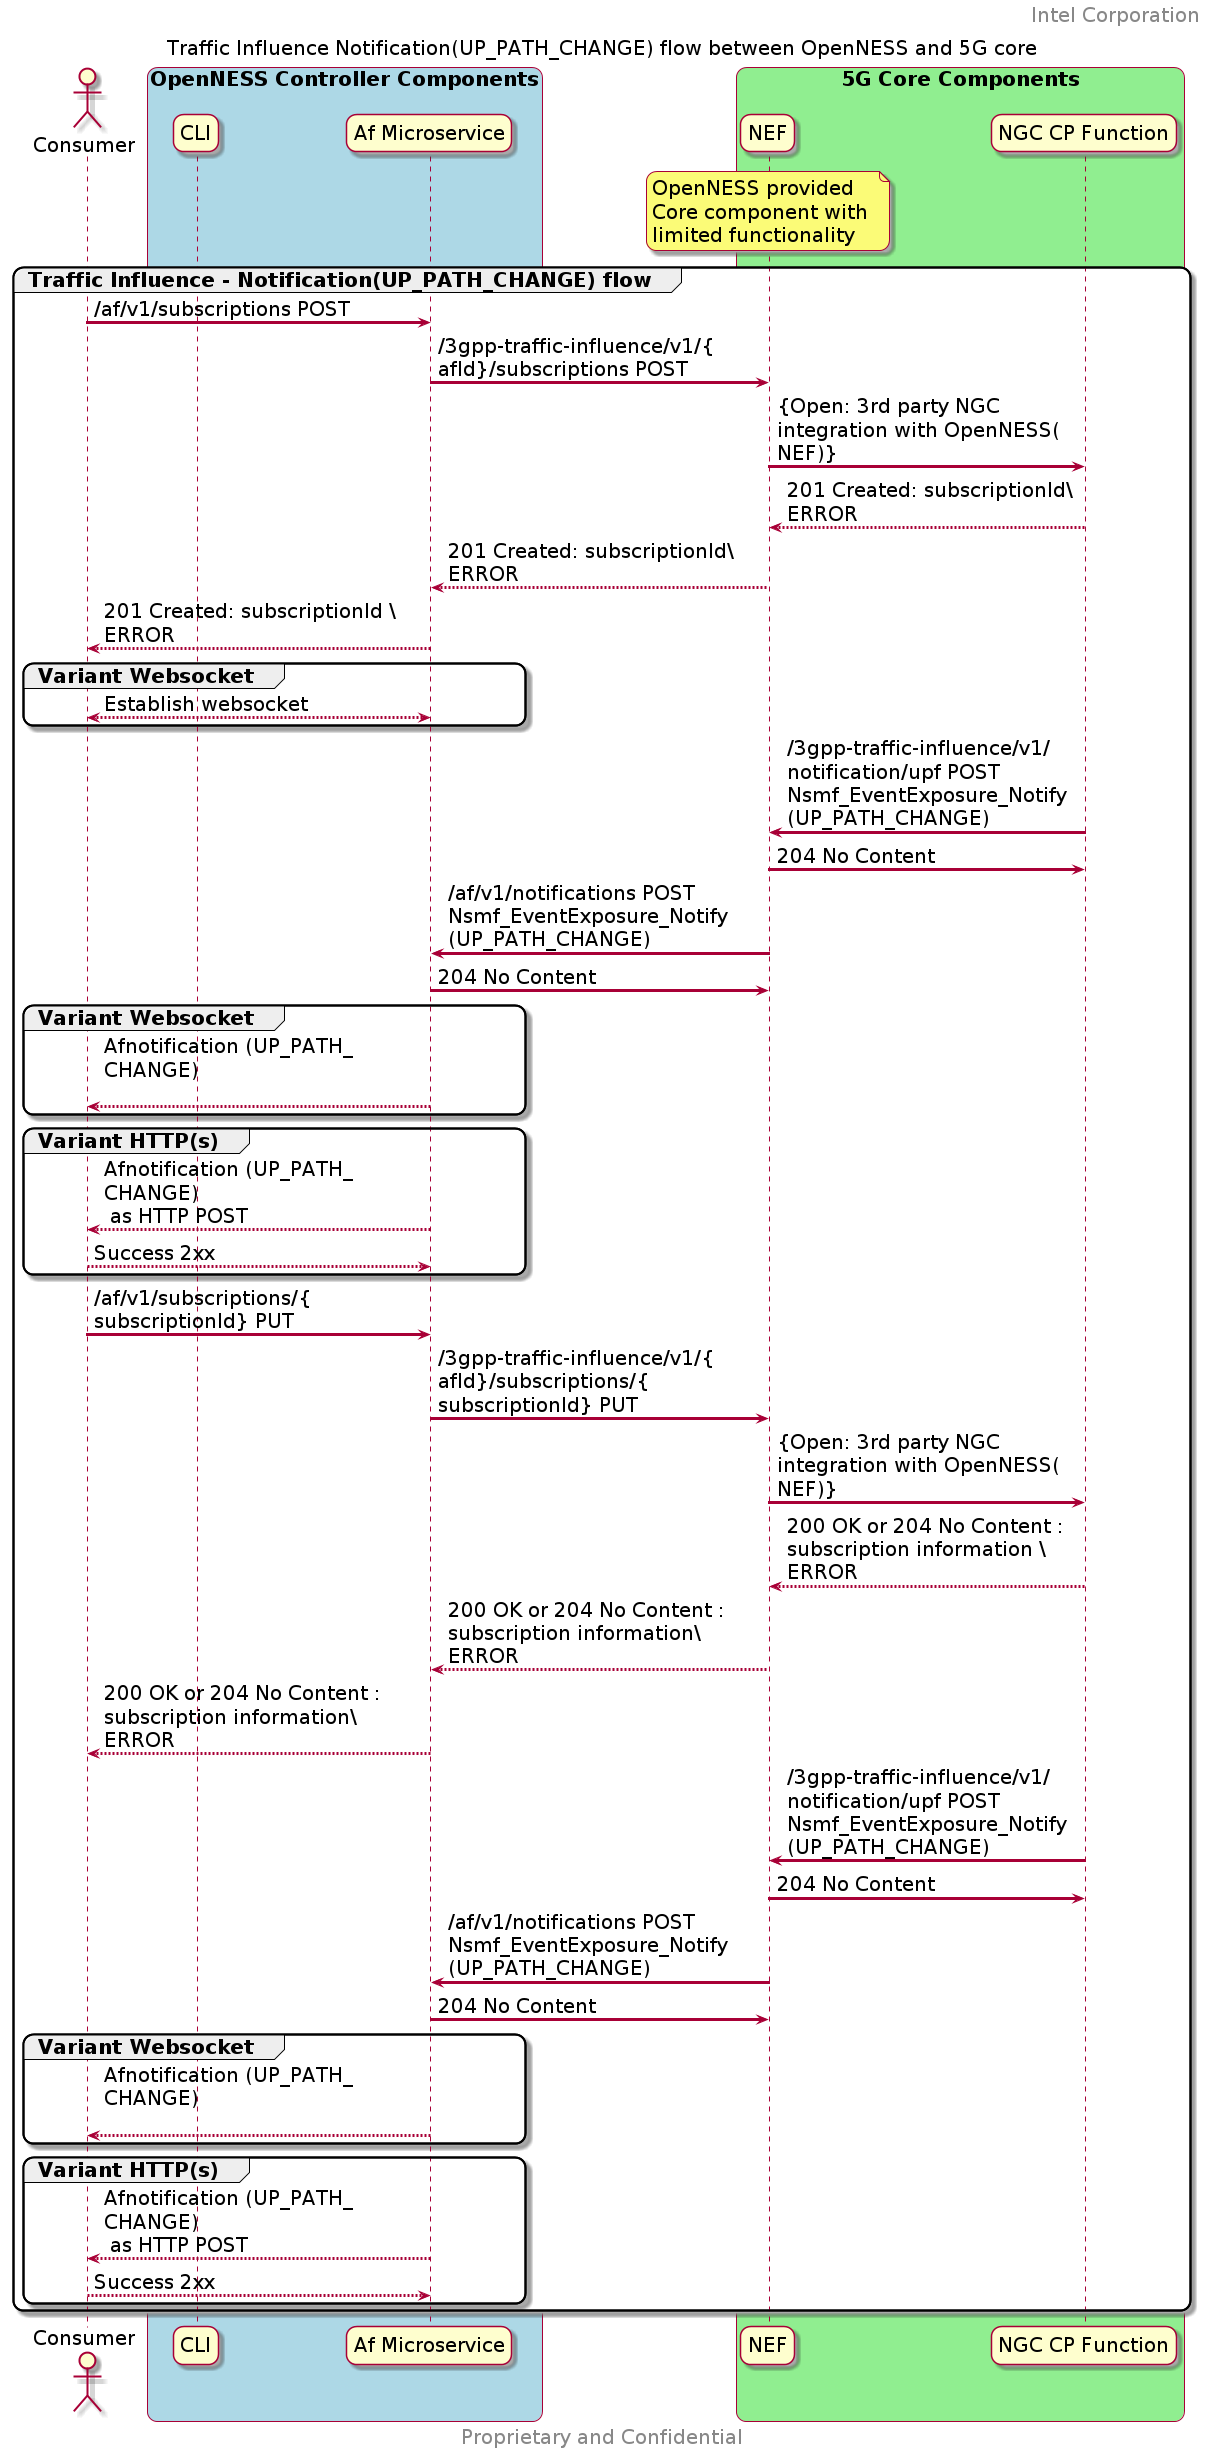 Intel Corporation
Traffic Influence Notification(UP_PATH_CHANGE) flow between OpenNESS and 5G core
OpenNESS Controller Components
5G Core Components
Consumer
CLI
Af Microservice
NEF
NGC CP Function
OpenNESS provided
Core component with
limited functionality
Traffic Influence - Notification(UP_PATH_CHANGE) flow
/af/v1/subscriptions POST
/3gpp-traffic-influence/v1/{
afId}/subscriptions POST
{Open: 3rd party NGC
integration with OpenNESS(
NEF)}
201 Created: subscriptionId\
ERROR
201 Created: subscriptionId\
ERROR
201 Created: subscriptionId \
ERROR
Variant Websocket
Establish websocket
/3gpp-traffic-influence/v1/
notification/upf POST
Nsmf_EventExposure_Notify
(UP_PATH_CHANGE)
204 No Content
/af/v1/notifications POST
Nsmf_EventExposure_Notify
(UP_PATH_CHANGE)
204 No Content
Variant Websocket
Afnotification (UP_PATH_
CHANGE)
Variant HTTP(s)
Afnotification (UP_PATH_
CHANGE)
as HTTP POST
Success 2xx
/af/v1/subscriptions/{
subscriptionId} PUT
/3gpp-traffic-influence/v1/{
afId}/subscriptions/{
subscriptionId} PUT
{Open: 3rd party NGC
integration with OpenNESS(
NEF)}
200 OK or 204 No Content :
subscription information \
ERROR
200 OK or 204 No Content :
subscription information\
ERROR
200 OK or 204 No Content :
subscription information\
ERROR
/3gpp-traffic-influence/v1/
notification/upf POST
Nsmf_EventExposure_Notify
(UP_PATH_CHANGE)
204 No Content
/af/v1/notifications POST
Nsmf_EventExposure_Notify
(UP_PATH_CHANGE)
204 No Content
Variant Websocket
Afnotification (UP_PATH_
CHANGE)
Variant HTTP(s)
Afnotification (UP_PATH_
CHANGE)
as HTTP POST
Success 2xx
Consumer
CLI
Af Microservice
NEF
NGC CP Function
Proprietary and Confidential